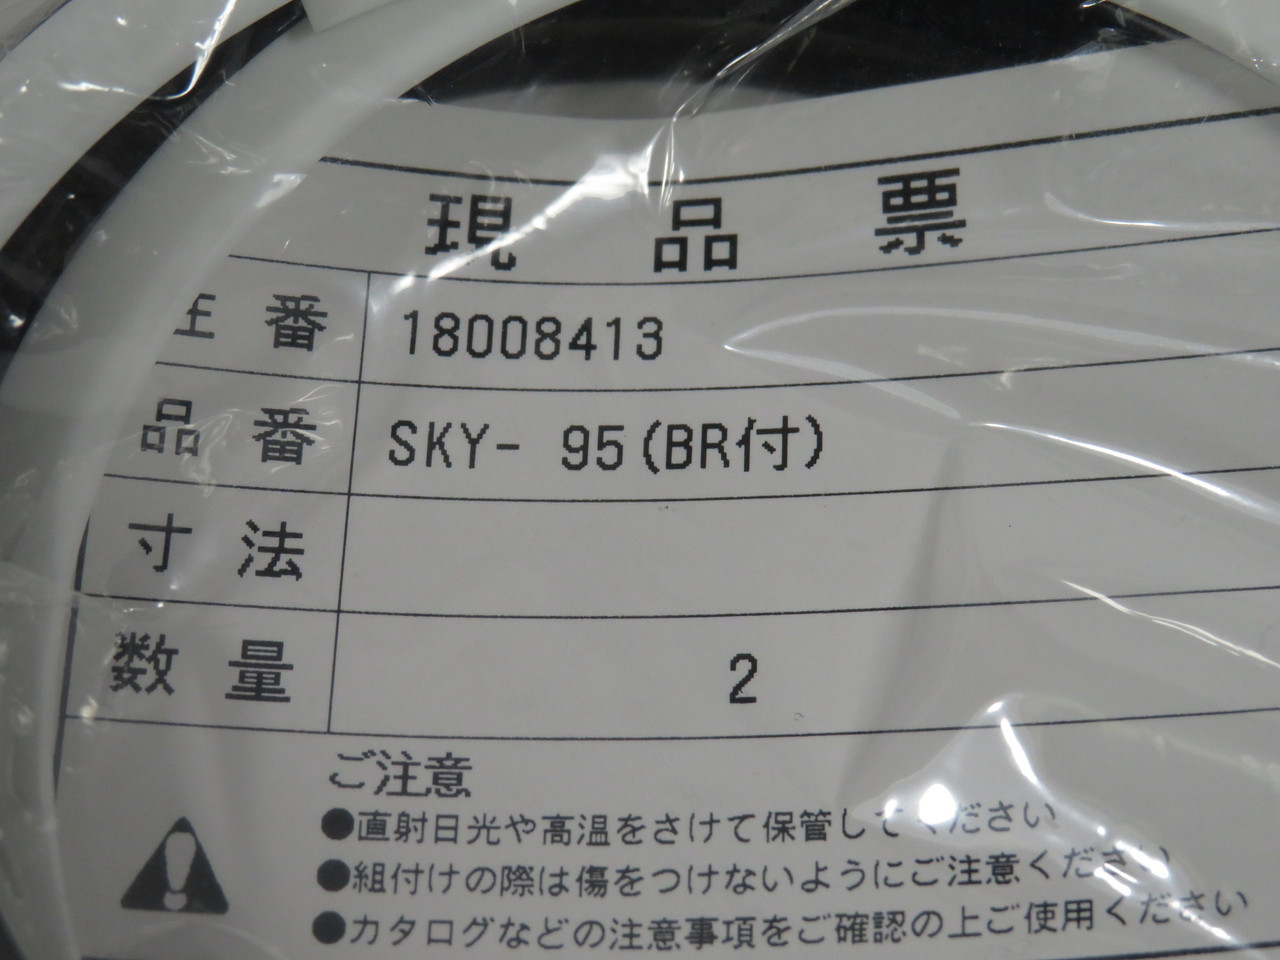 現品票
注番 18008413
品番 SKY- 95(BR付)
寸法
数量 2
ご注意
●直射日光や高温をさけて保管してください
●組付けの際は傷をつけないようにご注意ください
●カタログなどの注意事項をご確認の上ご使用ください